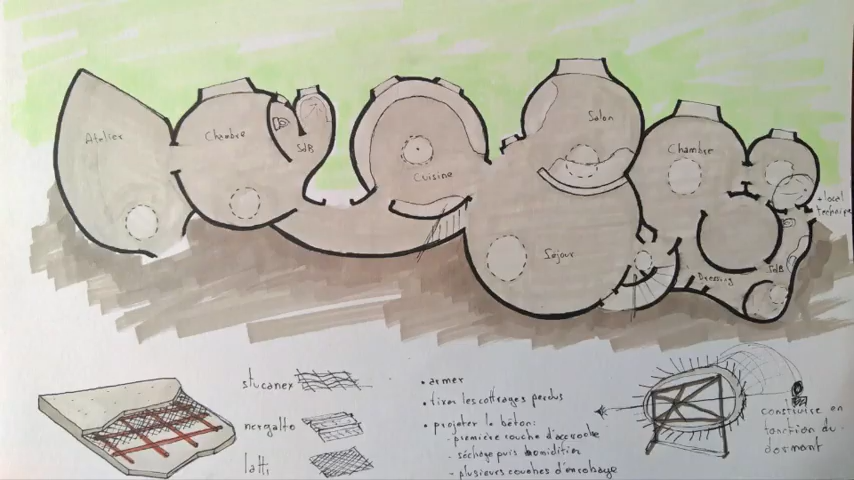 Atelier
Chambre
SdB
Cuisine
Salon
Séjour
Chambre
+ local
technique
Dressing
SdB
stucanex
nergalto
lattis
• armer
• fixer les coffrages perdus
• projeter le béton:
- première couche d'accroche
- séchage puis humidifier
- plusieurs couches d'enrobage
construire en
fonction du
dormant